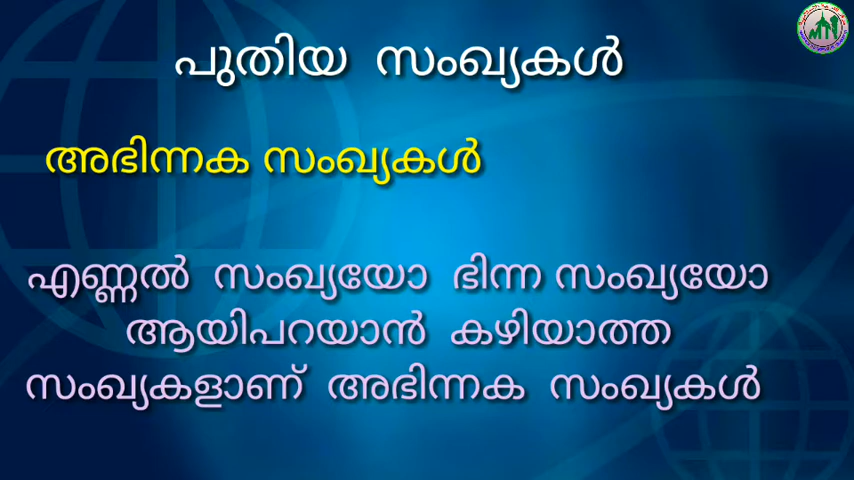 പുതിയ സംഖ്യകൾ
അഭിന്നക സംഖ്യകൾ
എണ്ണൽ സംഖ്യയോ ഭിന്ന സംഖ്യയോ
ആയിപറയാൻ കഴിയാത്ത
സംഖ്യകളാണ് അഭിന്നക സംഖ്യകൾ